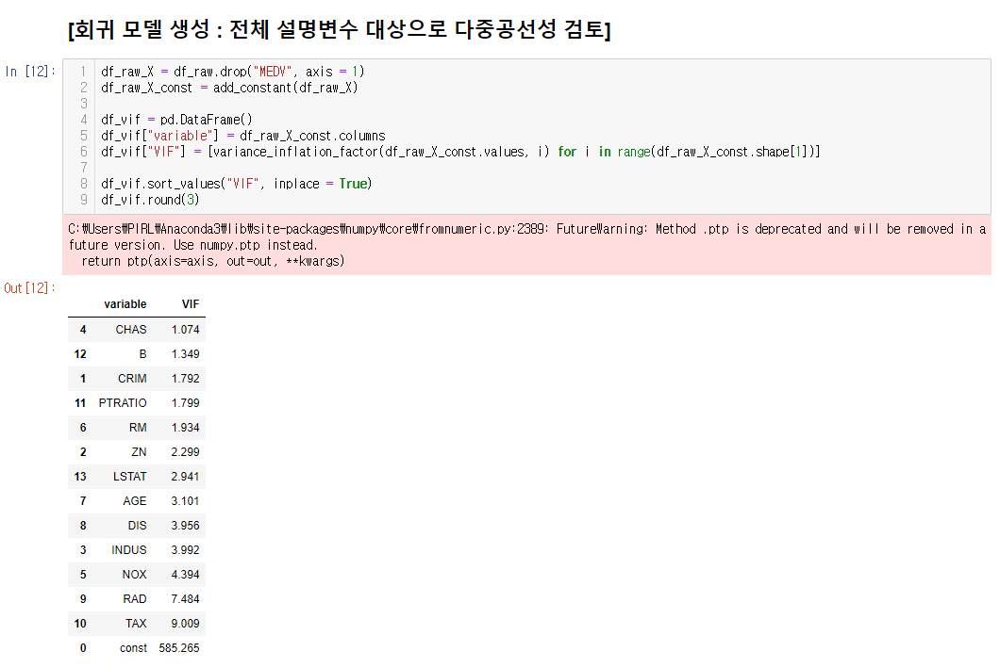 [회귀 모델 생성 : 전체 설명변수 대상으로 다중공선성 검토]
In [12]:
1 df_raw_X = df_raw.drop("MEDV", axis = 1)
2 df_raw_X_const = add_constant(df_raw_X)
3
4 df_vif = pd.DataFrame()
5 df_vif["variable"] = df_raw_X_const.columns
6 df_vif["VIF"] = [variance_inflation_factor(df_raw_X_const.values, i) for i in range(df_raw_X_const.shape[1])]
7
8 df_vif.sort_values("VIF", inplace = True)
9 df_vif.round(3)
C:₩Users₩PIRL₩Anaconda3₩lib₩site-packages₩numpy₩core₩fromnumeric.py:2389: FutureWarning: Method .ptp is deprecated and will be removed in a
future version. Use numpy.ptp instead.
return ptp(axis=axis, out=out, **kwargs)
Out[12]:
variable VIF
4 CHAS 1.074
12 B 1.349
1 CRIM 1.792
11 PTRATIO 1.799
6 RM 1.934
2 ZN 2.299
13 LSTAT 2.941
7 AGE 3.101
8 DIS 3.956
3 INDUS 3.992
5 NOX 4.394
9 RAD 7.484
10 TAX 9.009
0 const 585.265